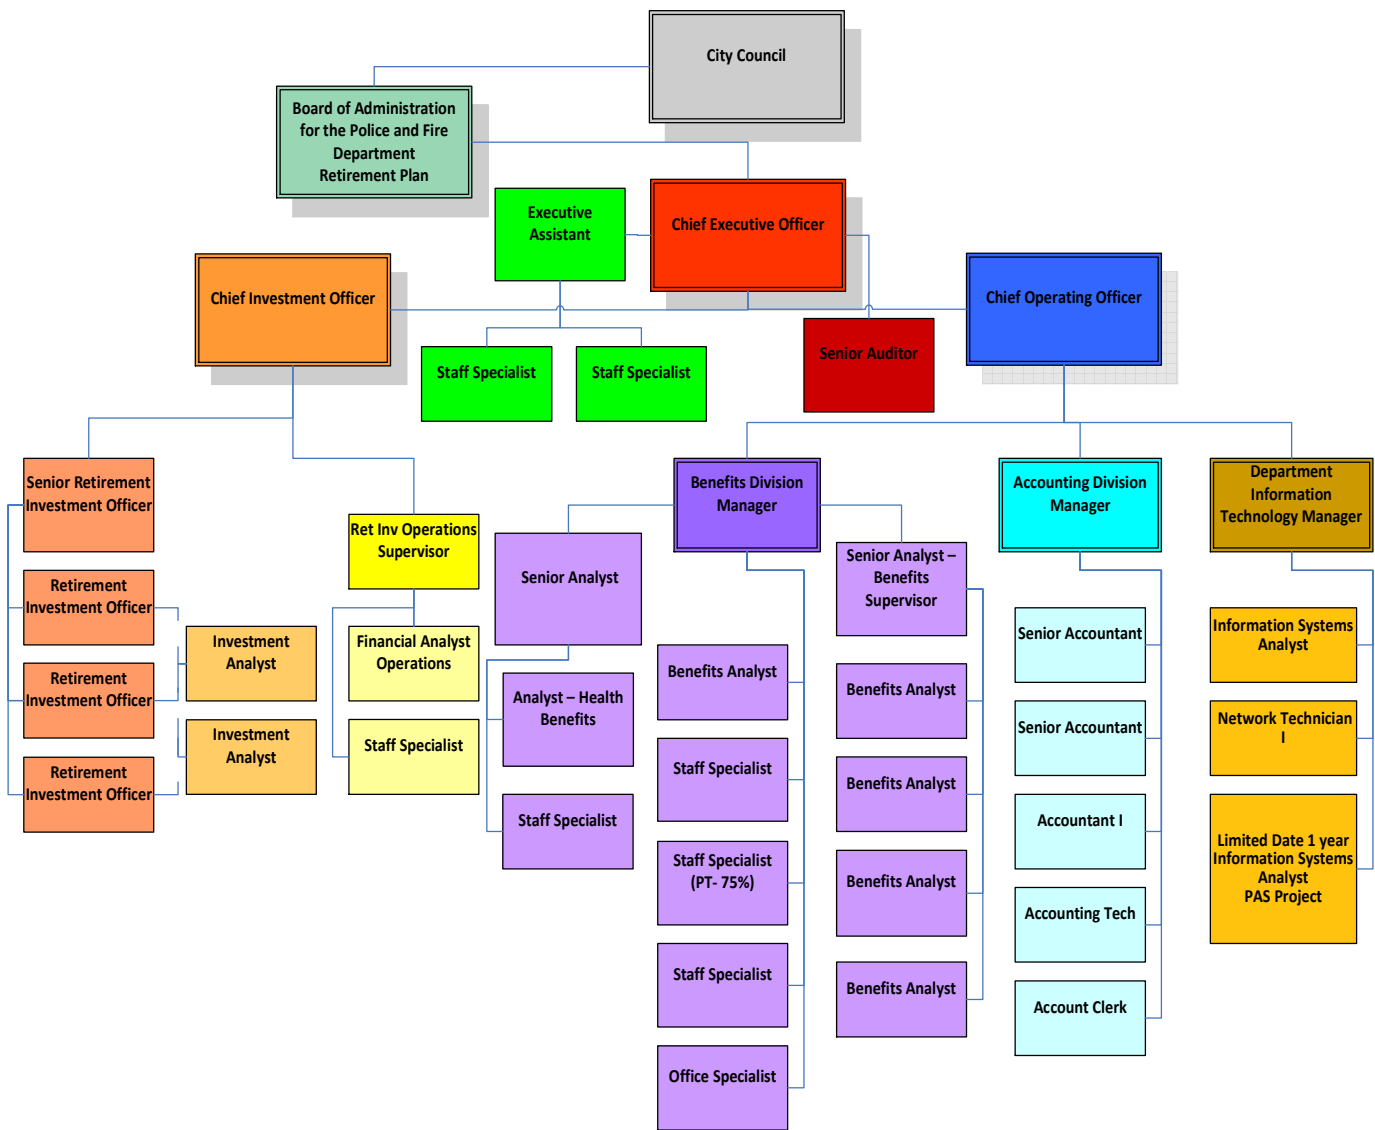 City Council
Board of Administration
for the Police and Fire
Department
Retirement Plan
Executive
Assistant
Chief Executive Officer
Chief Investment Officer
Chief Operating Officer
Staff Specialist
Staff Specialist
Senior Auditor
Senior Retirement
Investment Officer
Retirement
Investment Officer
Retirement
Investment Officer
Retirement
Investment Officer
Investment
Analyst
Investment
Analyst
Ret Inv Operations
Supervisor
Financial Analyst
Operations
Staff Specialist
Benefits Division
Manager
Senior Analyst
Analyst – Health
Benefits
Staff Specialist
Benefits Analyst
Staff Specialist
Staff Specialist
(PT- 75%)
Staff Specialist
Office Specialist
Senior Analyst –
Benefits
Supervisor
Benefits Analyst
Benefits Analyst
Benefits Analyst
Benefits Analyst
Accounting Division
Manager
Senior Accountant
Senior Accountant
Accountant I
Accounting Tech
Account Clerk
Department
Information
Technology Manager
Information Systems
Analyst
Network Technician
I
Limited Date 1 year
Information Systems
Analyst
PAS Project